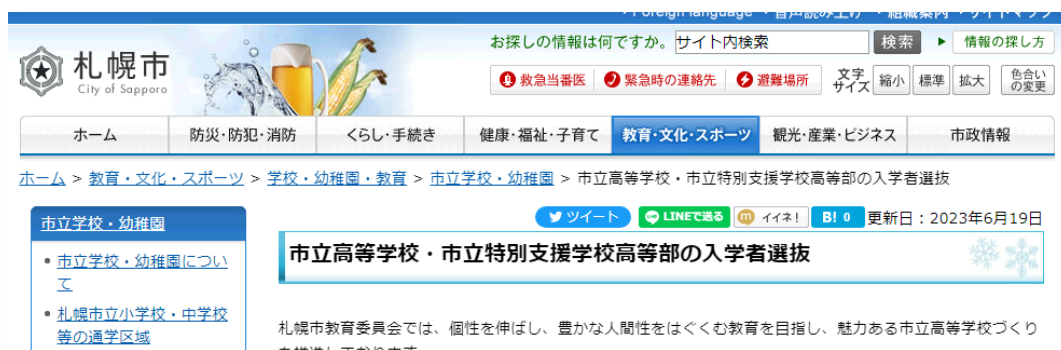 Foreign language 音声読み上げ 組織案内 サイトマップ
札幌市
City of Sapporo
お探しの情報は何ですか。 サイト内検索 検索 情報の探し方
救急当番医 緊急時の連絡先 避難場所 文字サイズ 縮小 標準 拡大 色合いの変更
ホーム 防災・防犯・消防 くらし・手続き 健康・福祉・子育て 教育・文化・スポーツ 観光・産業・ビジネス 市政情報
ホーム > 教育・文化・スポーツ > 学校・幼稚園・教育 > 市立学校・幼稚園 > 市立高等学校・市立特別支援学校高等部の入学者選抜
市立学校・幼稚園
ツイート LINEで送る イイネ! B! 0 更新日：2023年6月19日
市立高等学校・市立特別支援学校高等部の入学者選抜
市立学校・幼稚園につい
て
札幌市立小学校・中学校
等の通学区域
札幌市教育委員会では、個性を伸ばし、豊かな人間性をはぐくむ教育を目指し、魅力ある市立高等学校づくり